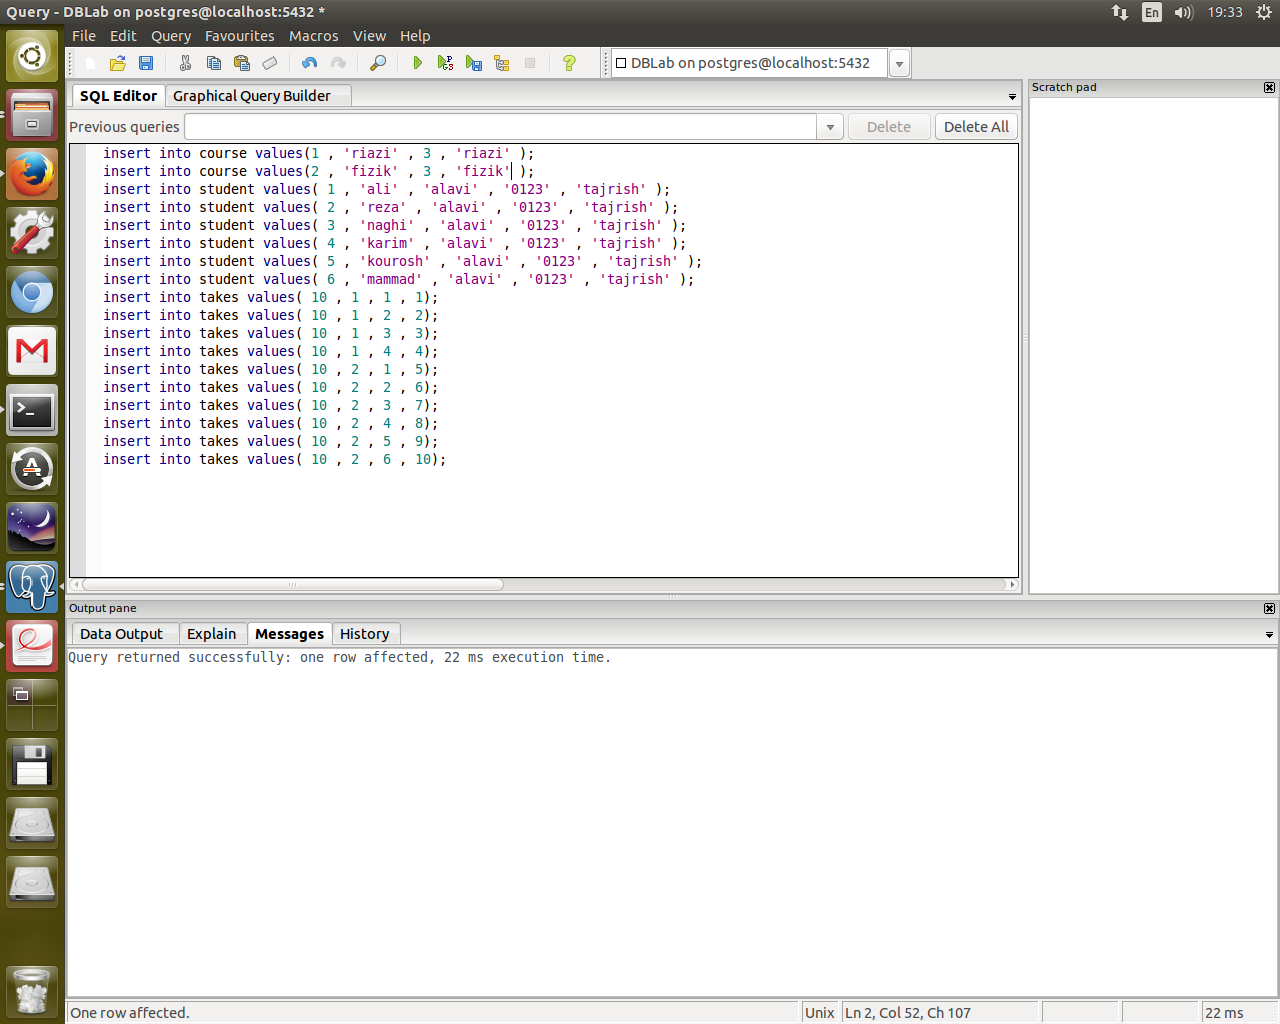 Query - DBLab on postgres@localhost:5432 *
En
19:33
File Edit Query Favourites Macros View Help
DBLab on postgres@localhost:5432
SQL Editor Graphical Query Builder
Scratch pad
Previous queries
Delete
Delete All
insert into course values(1 , 'riazi' , 3 , 'riazi' );
insert into course values(2 , 'fizik' , 3 , 'fizik' );
insert into student values( 1 , 'ali' , 'alavi' , '0123' , 'tajrish' );
insert into student values( 2 , 'reza' , 'alavi' , '0123' , 'tajrish' );
insert into student values( 3 , 'naghi' , 'alavi' , '0123' , 'tajrish' );
insert into student values( 4 , 'karim' , 'alavi' , '0123' , 'tajrish' );
insert into student values( 5 , 'kourosh' , 'alavi' , '0123' , 'tajrish' );
insert into student values( 6 , 'mammad' , 'alavi' , '0123' , 'tajrish' );
insert into takes values( 10 , 1 , 1 , 1);
insert into takes values( 10 , 1 , 2 , 2);
insert into takes values( 10 , 1 , 3 , 3);
insert into takes values( 10 , 1 , 4 , 4);
insert into takes values( 10 , 2 , 1 , 5);
insert into takes values( 10 , 2 , 2 , 6);
insert into takes values( 10 , 2 , 3 , 7);
insert into takes values( 10 , 2 , 4 , 8);
insert into takes values( 10 , 2 , 5 , 9);
insert into takes values( 10 , 2 , 6 , 10);
Output pane
Data Output Explain Messages History
Query returned successfully: one row affected, 22 ms execution time.
One row affected.
Unix
Ln 2, Col 52, Ch 107
22 ms